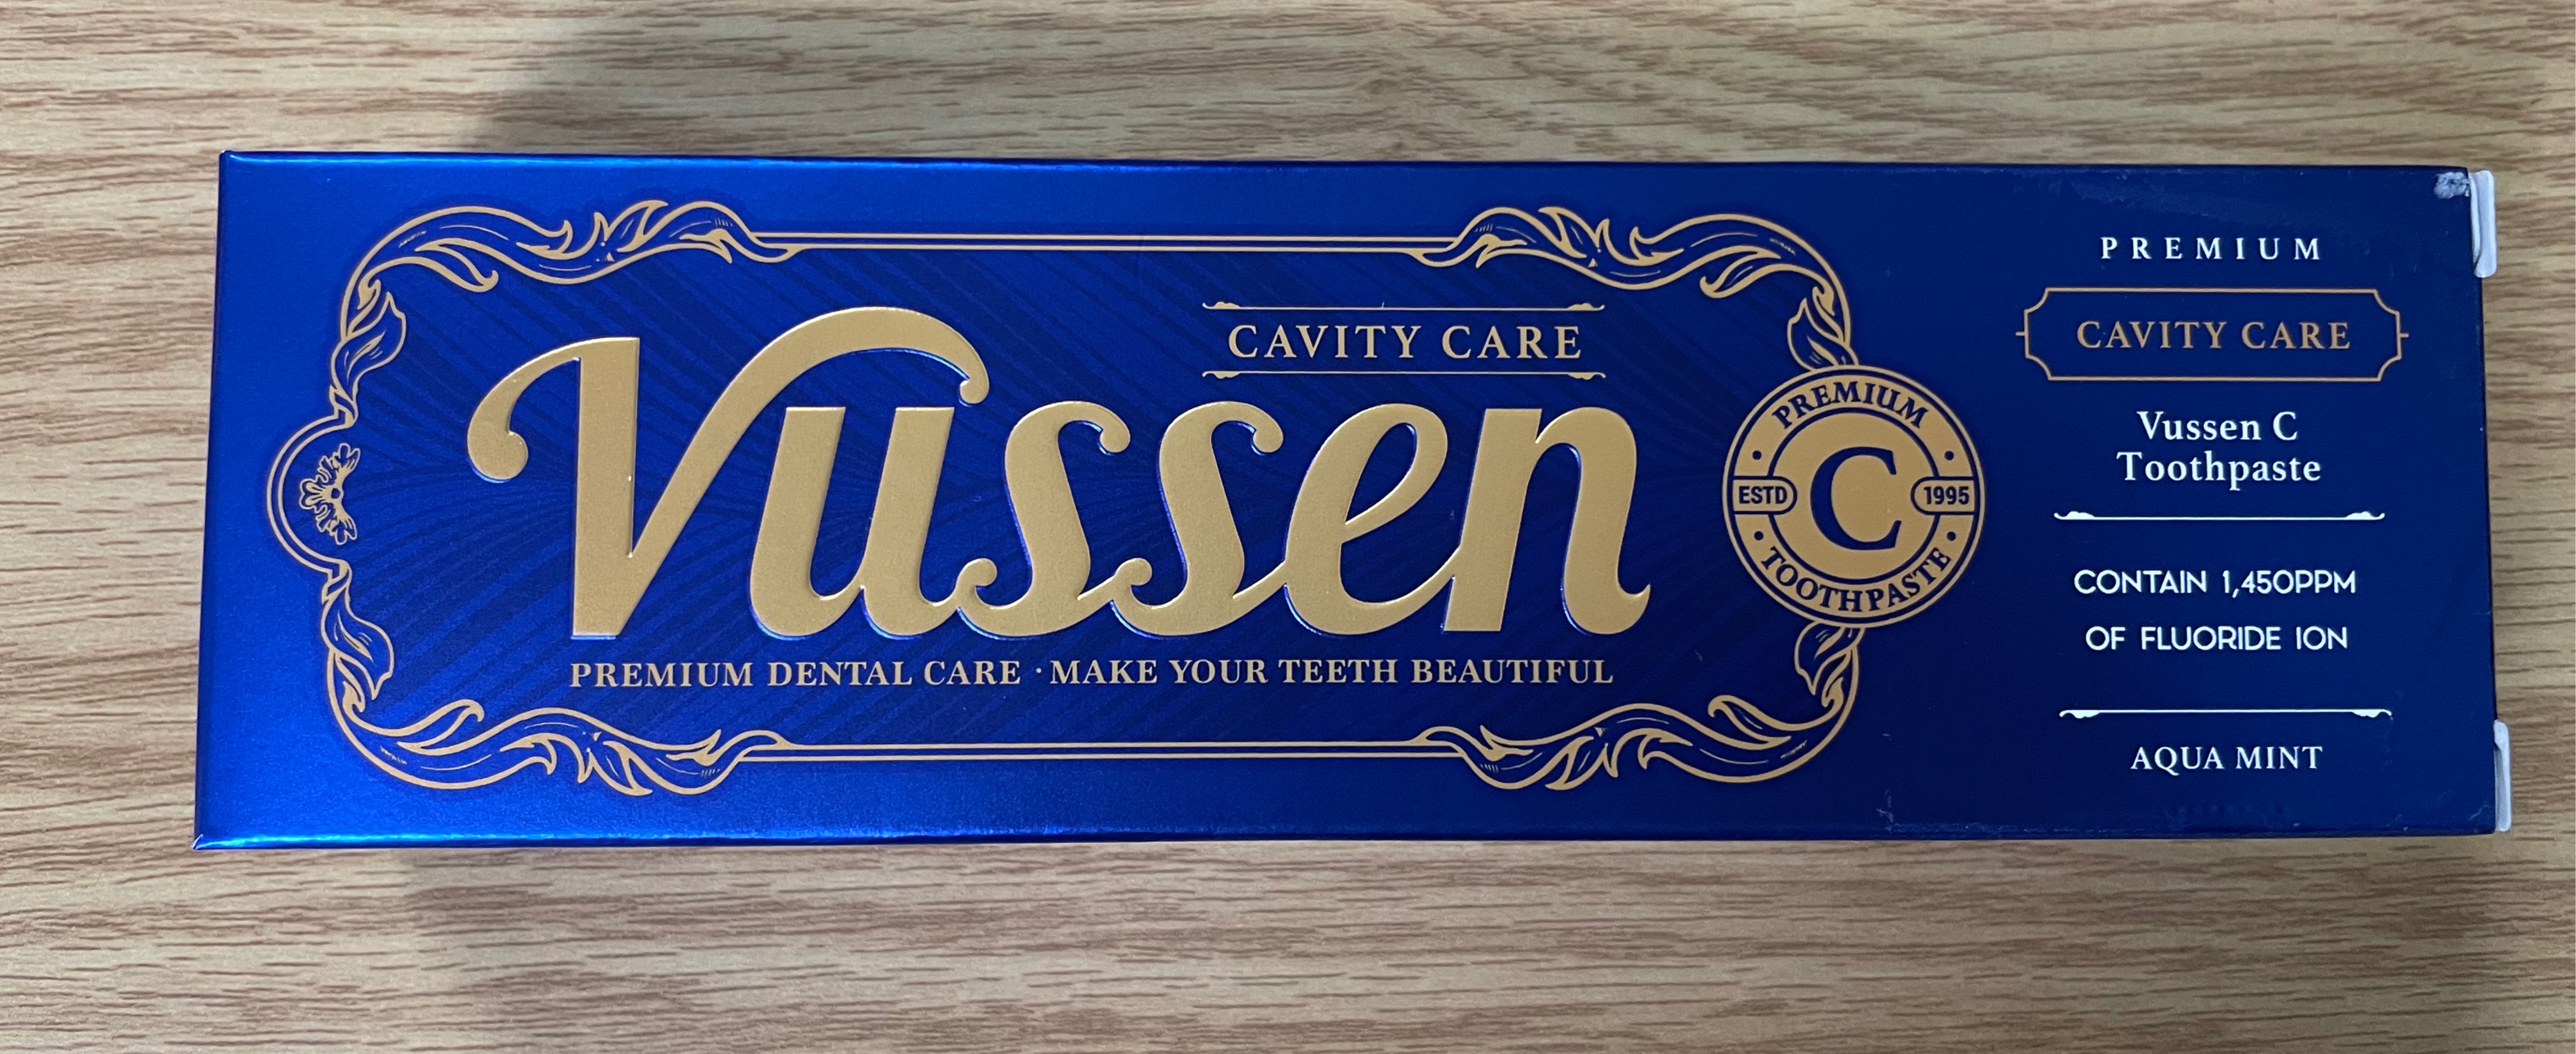 CAVITY CARE
Vussen
PREMIUM DENTAL CARE · MAKE YOUR TEETH BEAUTIFUL
PREMIUM
ESTD C 1995
TOOTHPASTE
PREMIUM
CAVITY CARE
Vussen C
Toothpaste
CONTAIN 1,450PPM
OF FLUORIDE ION
AQUA MINT